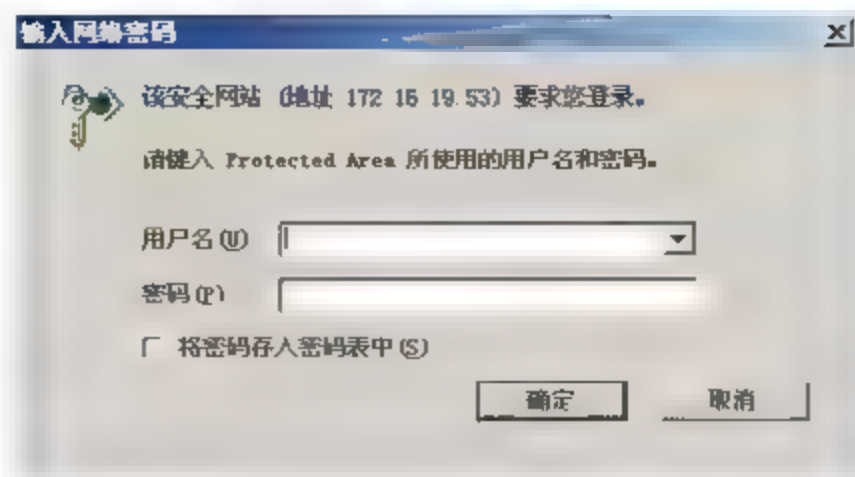 输入网络密码
该安全网站 (地址 172 16 19.53) 要求您登录。
请键入 Protected Area 所使用的用户名和密码。
用户名(U)
密码(P)
将密码存入密码表中(S)
确定
取消